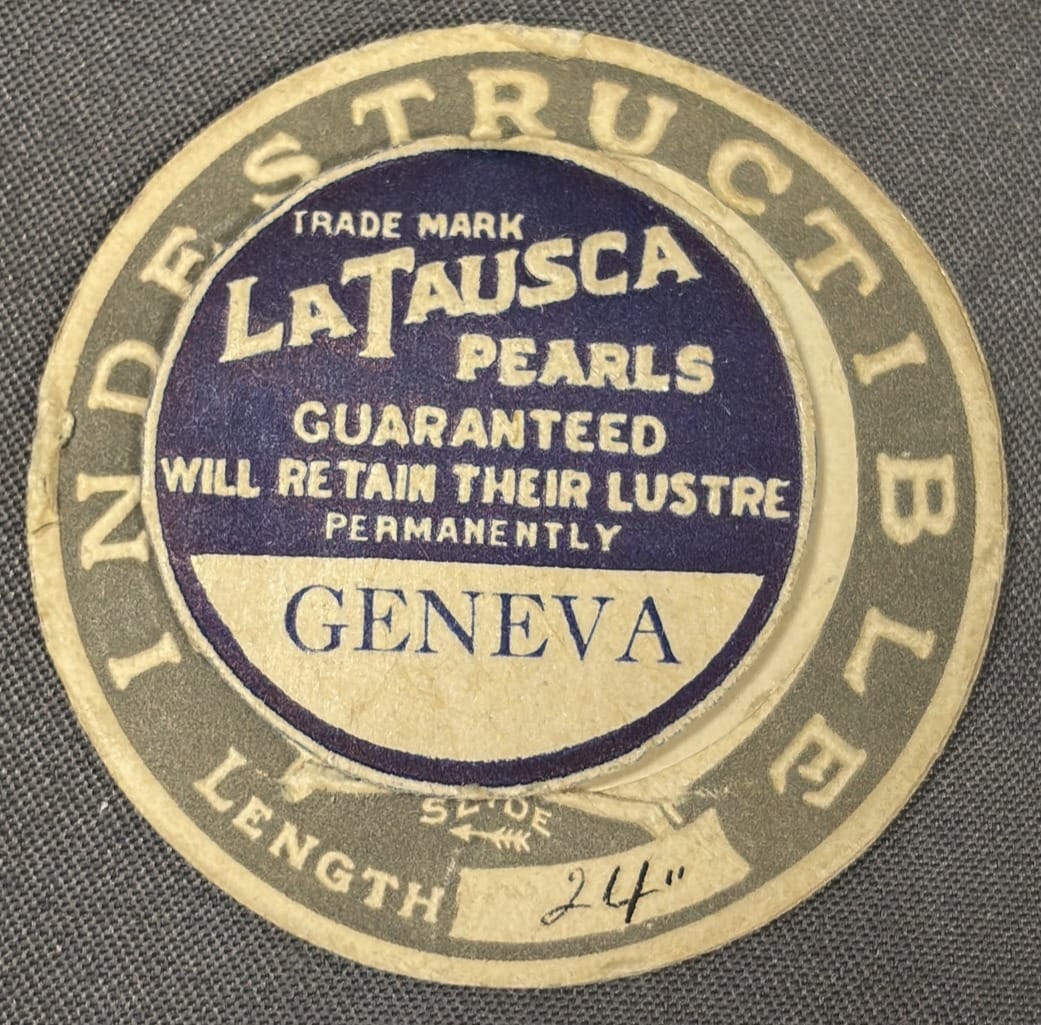 INDESTRUCTIBLE
TRADE MARK
LATAUSCA
PEARLS
GUARANTEED
WILL RETAIN THEIR LUSTRE
PERMANENTLY
GENEVA
SLIDE
LENGTH 24"